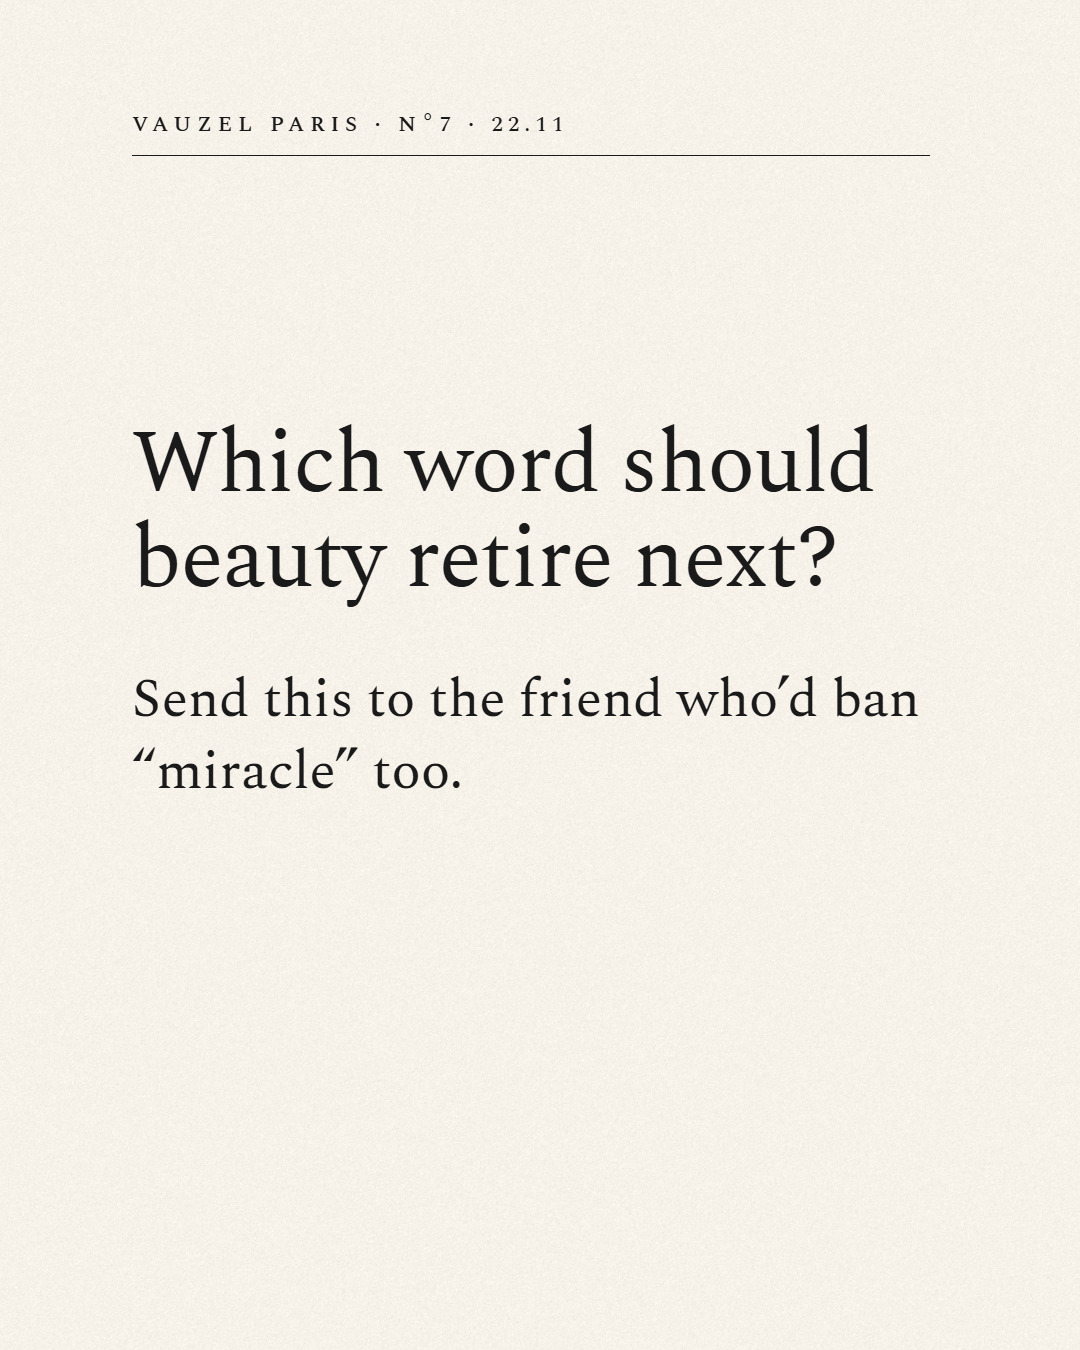 VAUZEL PARIS · N°7 · 22.11
Which word should
beauty retire next?
Send this to the friend who’d ban
“miracle” too.